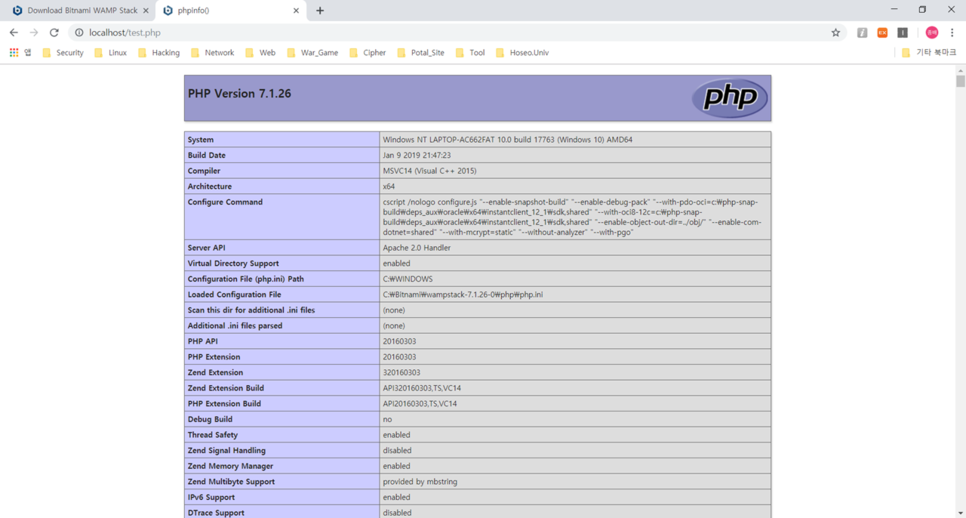 Download Bitnami WAMP Stack
phpinfo()
localhost/test.php
앱 Security Linux Hacking Network Web War_Game Cipher Potal_Site Tool Hoseo.Univ 기타 북마크
PHP Version 7.1.26
php
System Windows NT LAPTOP-AC662FAT 10.0 build 17763 (Windows 10) AMD64
Build Date Jan 9 2019 21:47:23
Compiler MSVC14 (Visual C++ 2015)
Architecture x64
Configure Command cscript /nologo configure.js "--enable-snapshot-build" "--enable-debug-pack" "--with-pdo-oci=c:₩php-snap-
build₩deps_aux₩oracle₩x64₩instantclient_12_1₩sdk,shared" "--with-oci8-12c=c:₩php-snap-
build₩deps_aux₩oracle₩x64₩instantclient_12_1₩sdk,shared" "--enable-object-out-dir=../obj/" "--enable-com-
dotnet=shared" "--with-mcrypt=static" "--without-analyzer" "--with-pgo"
Server API Apache 2.0 Handler
Virtual Directory Support enabled
Configuration File (php.ini) Path C:₩WINDOWS
Loaded Configuration File C:₩Bitnami₩wampstack-7.1.26-0₩php₩php.ini
Scan this dir for additional .ini files (none)
Additional .ini files parsed (none)
PHP API 20160303
PHP Extension 20160303
Zend Extension 320160303
Zend Extension Build API320160303,TS,VC14
PHP Extension Build API20160303,TS,VC14
Debug Build no
Thread Safety enabled
Zend Signal Handling disabled
Zend Memory Manager enabled
Zend Multibyte Support provided by mbstring
IPv6 Support enabled
DTrace Support disabled